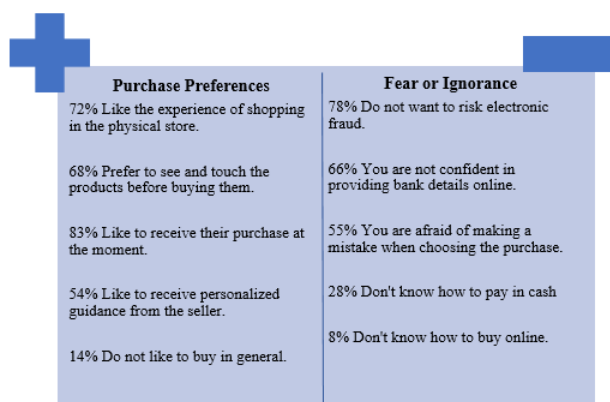 Purchase Preferences
72% Like the experience of shopping
in the physical store.
68% Prefer to see and touch the
products before buying them.
83% Like to receive their purchase at
the moment.
54% Like to receive personalized
guidance from the seller.
14% Do not like to buy in general.
Fear or Ignorance
78% Do not want to risk electronic
fraud.
66% You are not confident in
providing bank details online.
55% You are afraid of making a
mistake when choosing the purchase.
28% Don't know how to pay in cash
8% Don't know how to buy online.